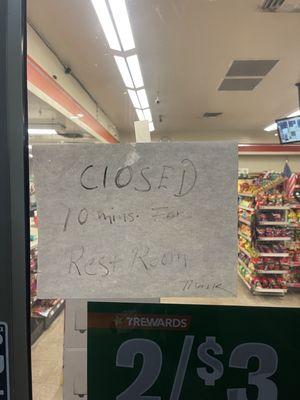 CLOSED
10 mins. For
Rest Room
7REWARDS
2/$3